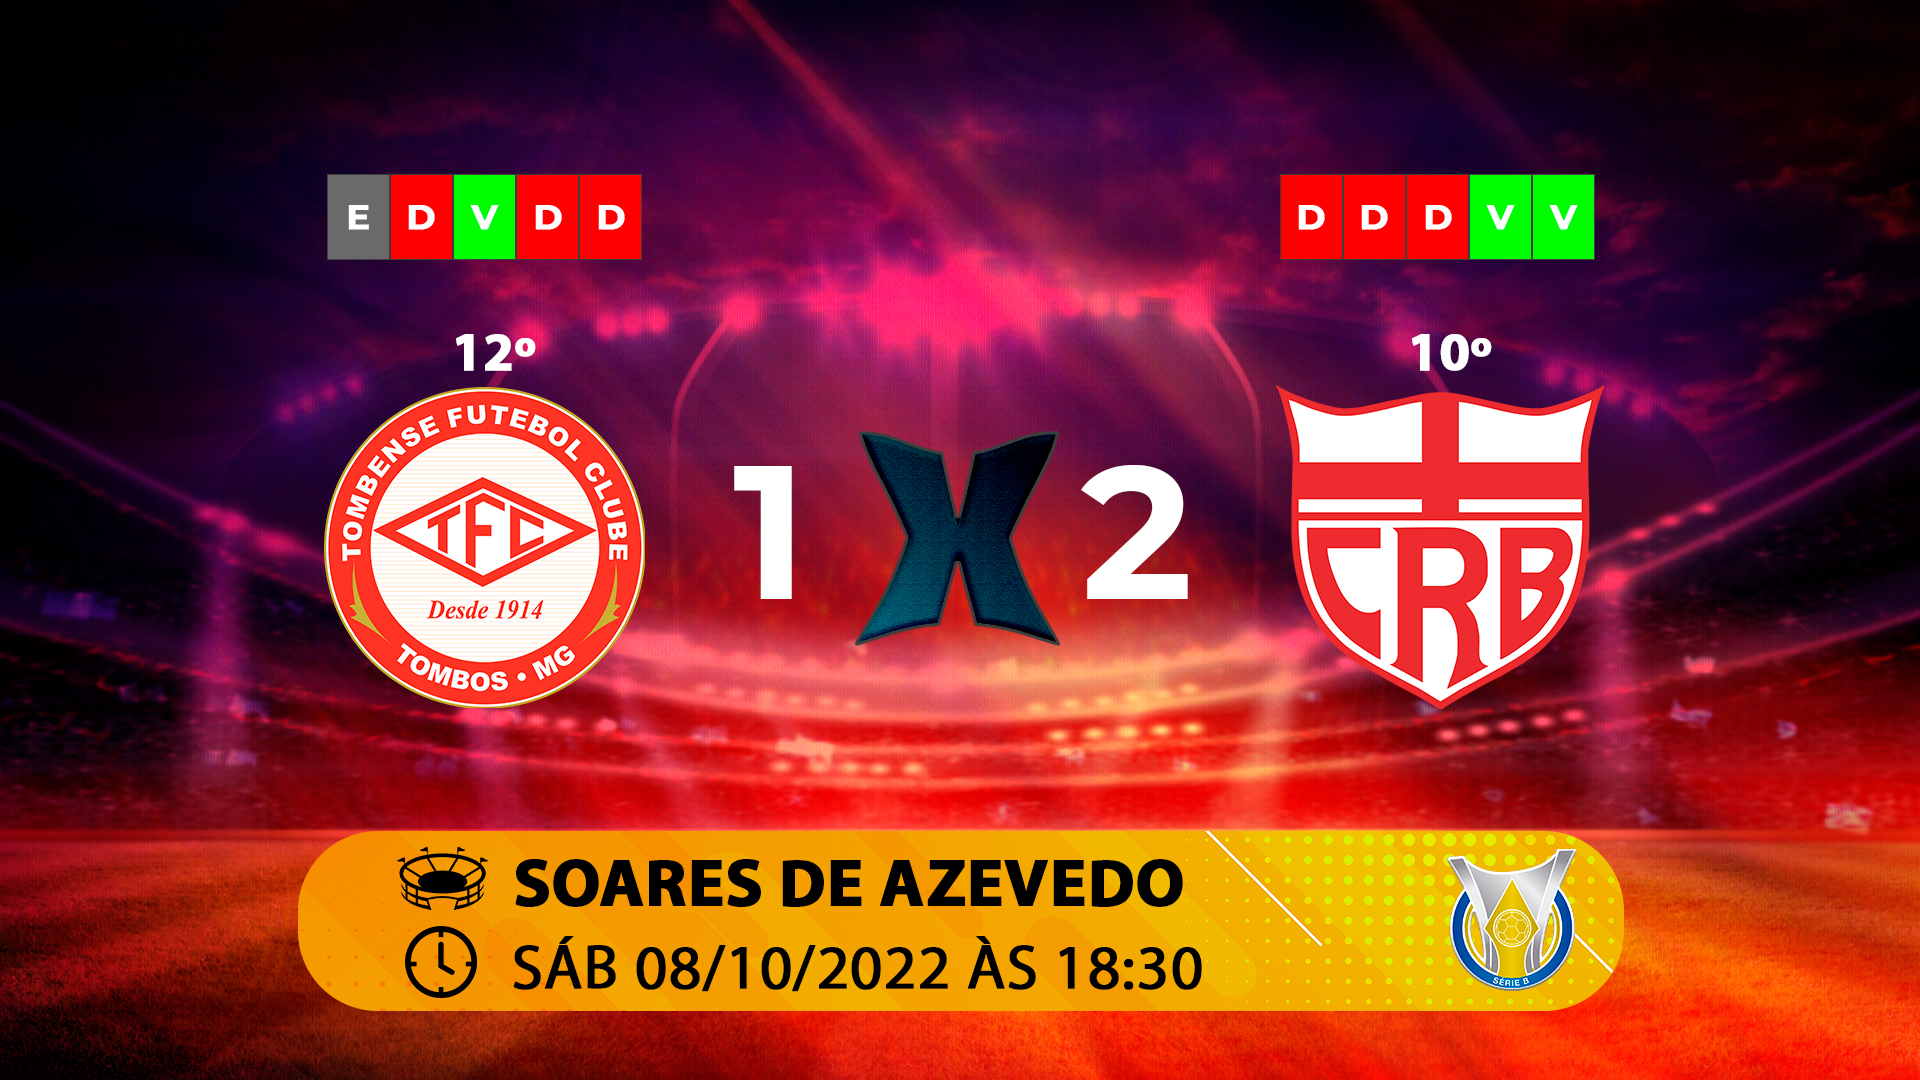 E D V D D
D D D V V
12º
10º
TOMBENSE FUTEBOL CLUBE
TFC
Desde 1914
TOMBOS • MG
1 X 2
CRB
SOARES DE AZEVEDO
SÁB 08/10/2022 ÀS 18:30
SÉRIE B